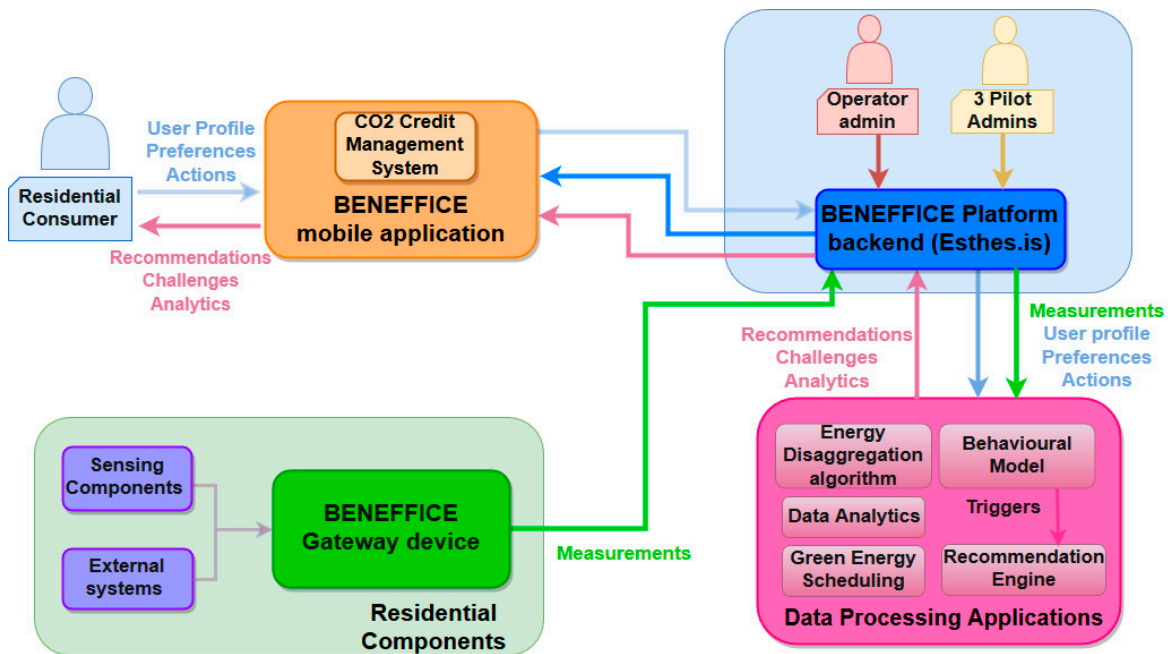 Residential
Consumer
User Profile
Preferences
Actions
Recommendations
Challenges
Analytics
CO2 Credit
Management
System
BENEFFICE
mobile application
Operator
admin
3 Pilot
Admins
BENEFFICE Platform
backend (Esthes.is)
Recommendations
Challenges
Analytics
Measurements
User profile
Preferences
Actions
Sensing
Components
External
systems
BENEFFICE
Gateway device
Measurements
Residential
Components
Energy
Disaggregation
algorithm
Behavioural
Model
Data Analytics
Triggers
Green Energy
Scheduling
Recommendation
Engine
Data Processing Applications